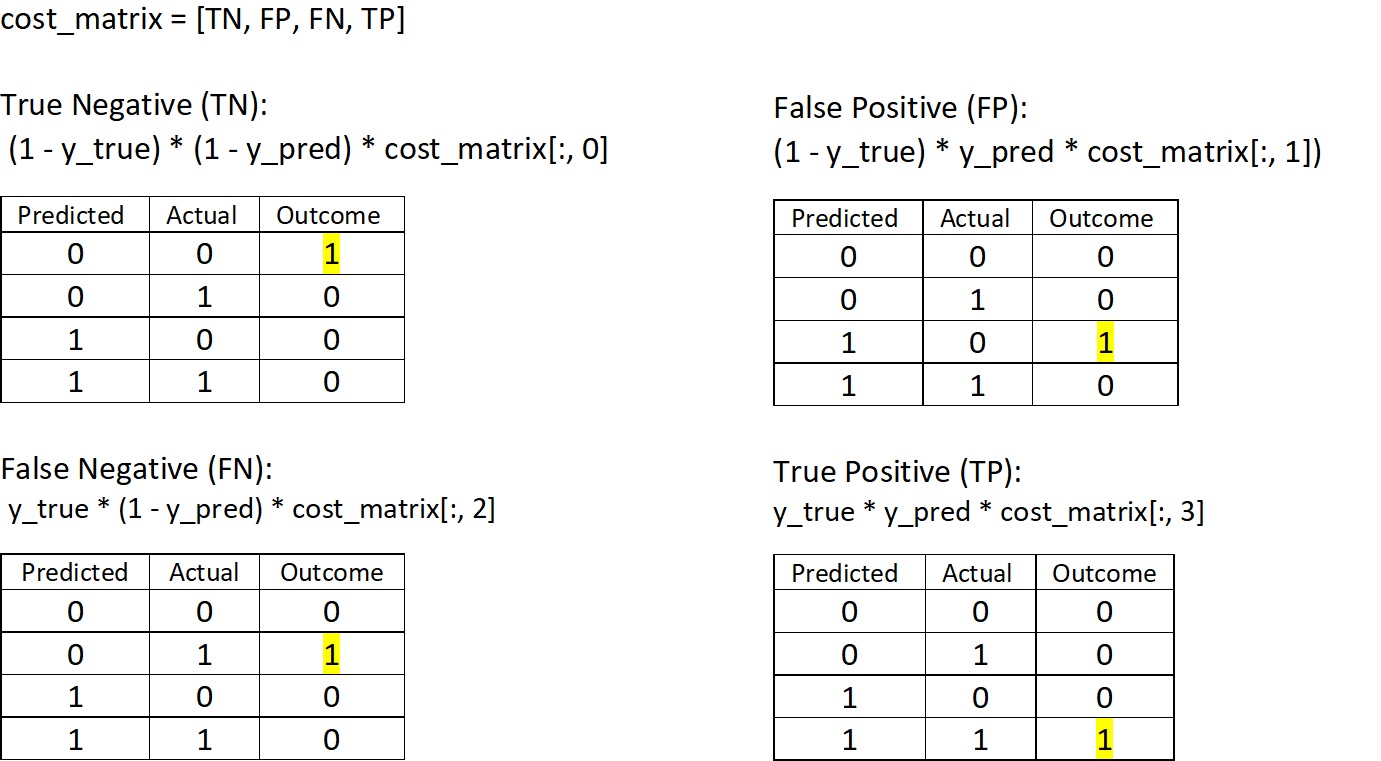 cost_matrix = [TN, FP, FN, TP]
True Negative (TN):
(1 - y_true) * (1 - y_pred) * cost_matrix[:, 0]
Predicted Actual Outcome
0 0 1
0 1 0
1 0 0
1 1 0
False Positive (FP):
(1 - y_true) * y_pred * cost_matrix[:, 1])
Predicted Actual Outcome
0 0 0
0 1 0
1 0 1
1 1 0
False Negative (FN):
y_true * (1 - y_pred) * cost_matrix[:, 2]
Predicted Actual Outcome
0 0 0
0 1 1
1 0 0
1 1 0
True Positive (TP):
y_true * y_pred * cost_matrix[:, 3]
Predicted Actual Outcome
0 0 0
0 1 0
1 0 0
1 1 1